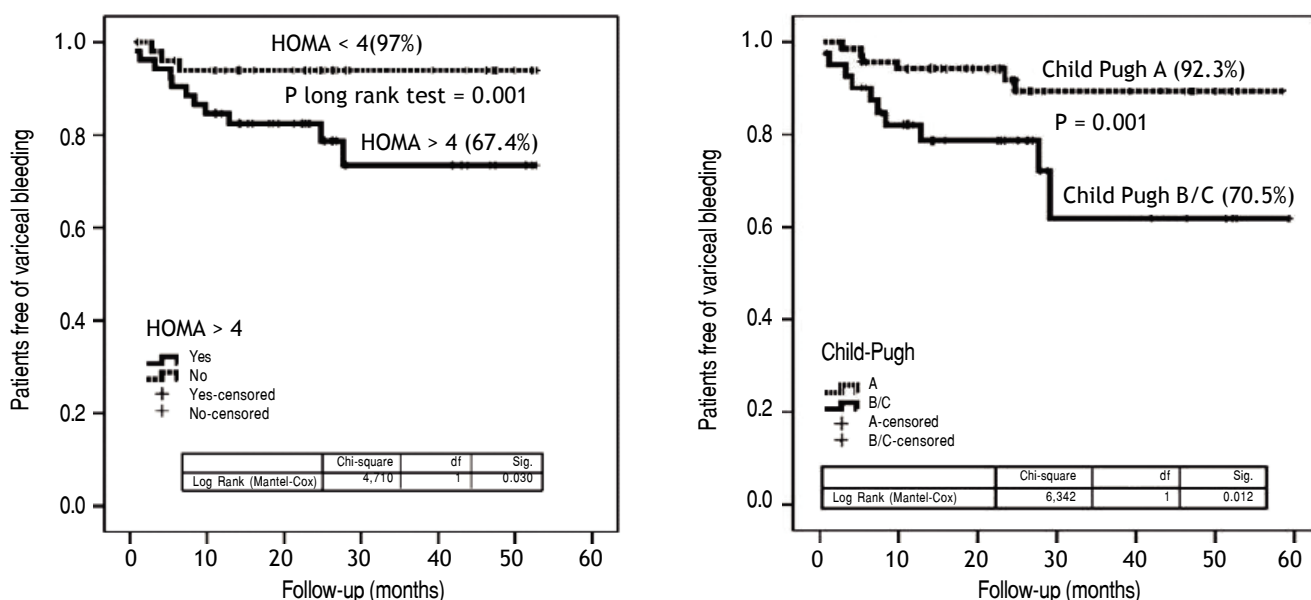 Patients free of variceal bleeding
1.0
0.8
0.6
0.4
0.2
0.0
HOMA < 4(97%)
P long rank test = 0.001
HOMA > 4 (67.4%)
HOMA > 4
Yes
No
Yes-censored
No-censored
Chi-square df Sig.
Log Rank (Mantel-Cox) 4,710 1 0.030
0 10 20 30 40 50 60
Follow-up (months)
Patients free of variceal bleeding
1.0
0.8
0.6
0.4
0.2
0.0
Child Pugh A (92.3%)
P = 0.001
Child Pugh B/C (70.5%)
Child-Pugh
A
B/C
A-censored
B/C-censored
Chi-square df Sig.
Log Rank (Mantel-Cox) 6,342 1 0.012
0 10 20 30 40 50 60
Follow-up (months)